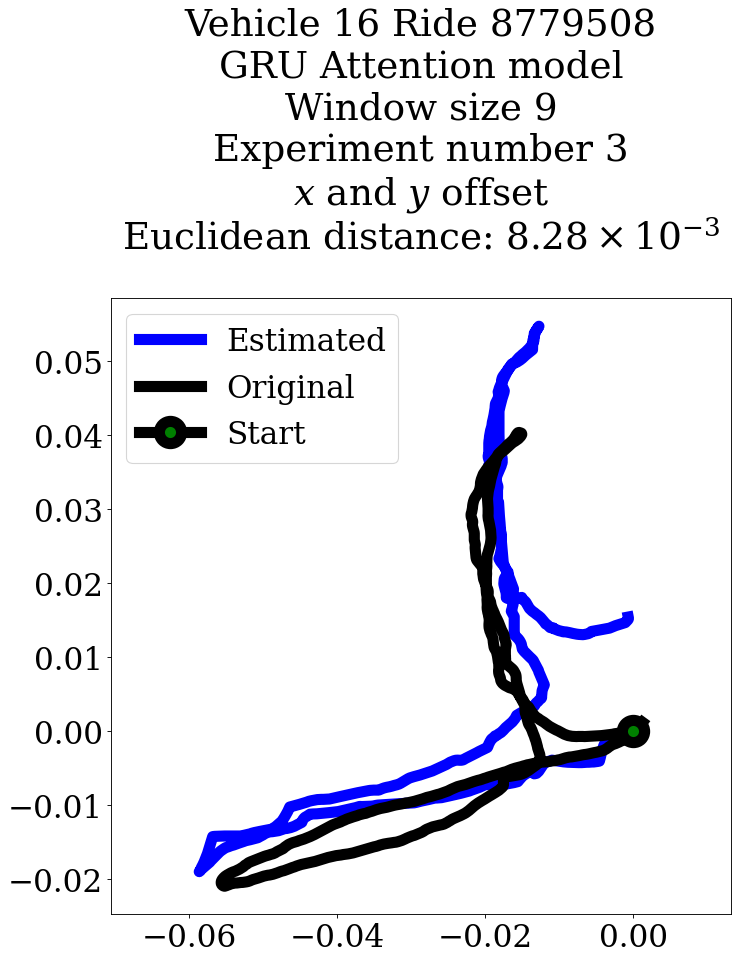 Vehicle 16 Ride 8779508
GRU Attention model
Window size 9
Experiment number 3
x and y offset
Euclidean distance: 8.28 × 10⁻³
Estimated
Original
Start
0.05
0.04
0.03
0.02
0.01
0.00
−0.01
−0.02
−0.06
−0.04
−0.02
0.00